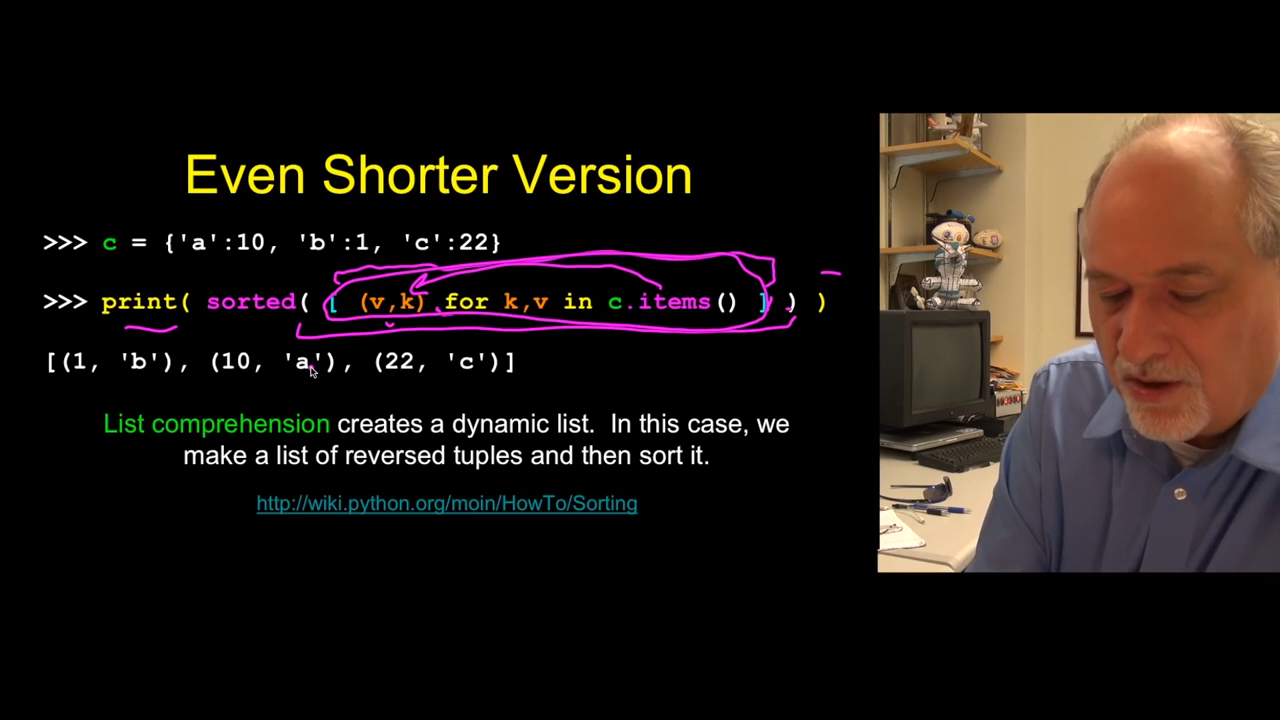 Even Shorter Version
>>> c = {'a':10, 'b':1, 'c':22}
>>> print( sorted( [ (v,k) for k,v in c.items() ] ) )
[(1, 'b'), (10, 'a'), (22, 'c')]
List comprehension creates a dynamic list.  In this case, we
make a list of reversed tuples and then sort it.
http://wiki.python.org/moin/HowTo/Sorting